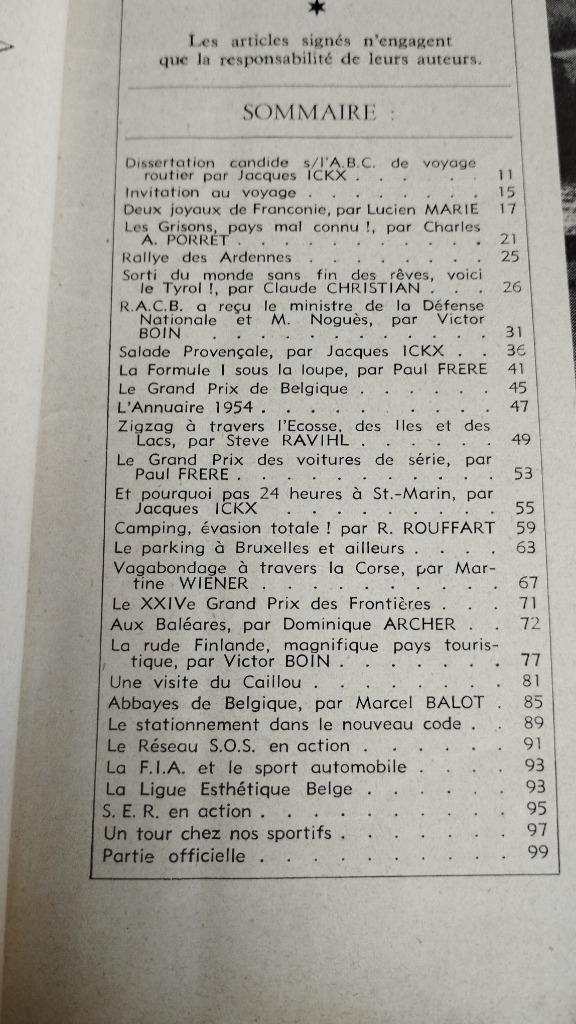 Les articles signés n'engagent
que la responsabilité de leurs auteurs.
SOMMAIRE :
Dissertation candide s/l'A.B.C. de voyage
routier par Jacques ICKX . . . . . 11
Invitation au voyage . . . . . . . 15
Deux joyaux de Franconie, par Lucien MARIE 17
Les Grisons, pays mal connu !, par Charles
A. PORRET . . . . . . . . . . . 21
Rallye des Ardennes . . . . . . . 25
Sorti du monde sans fin des rêves, voici
le Tyrol !, par Claude CHRISTIAN . . . 26
R.A.C.B. a reçu le ministre de la Défense
Nationale et M. Noguès, par Victor
BOIN . . . . . . . . . . . . 31
Salade Provençale, par Jacques ICKX . . 36
La Formule I sous la loupe, par Paul FRERE 41
Le Grand Prix de Belgique . . . . . . 45
L'Annuaire 1954 . . . . . . . . . . 47
Zigzag à travers l'Ecosse, des Iles et des
Lacs, par Steve RAVIHL . . . . . . 49
Le Grand Prix des voitures de série, par
Paul FRERE . . . . . . . . . . . 53
Et pourquoi pas 24 heures à St.-Marin, par
Jacques ICKX . . . . . . . . . . 55
Camping, évasion totale ! par R. ROUFFART 59
Le parking à Bruxelles et ailleurs . . . . 63
Vagabondage à travers la Corse, par Mar-
tine WIENER . . . . . . . . . . 67
Le XXIVe Grand Prix des Frontières . . . 71
Aux Baléares, par Dominique ARCHER . . 72
La rude Finlande, magnifique pays touris-
tique, par Victor BOIN . . . . . . . 77
Une visite du Caillou . . . . . . . . 81
Abbayes de Belgique, par Marcel BALOT . 85
Le stationnement dans le nouveau code . . 89
Le Réseau S.O.S. en action . . . . . . 91
La F.I.A. et le sport automobile . . . . 93
La Ligue Esthétique Belge . . . . . . 93
S. E. R. en action . . . . . . . . . . 95
Un tour chez nos sportifs . . . . . . . 97
Partie officielle . . . . . . . . . . 99